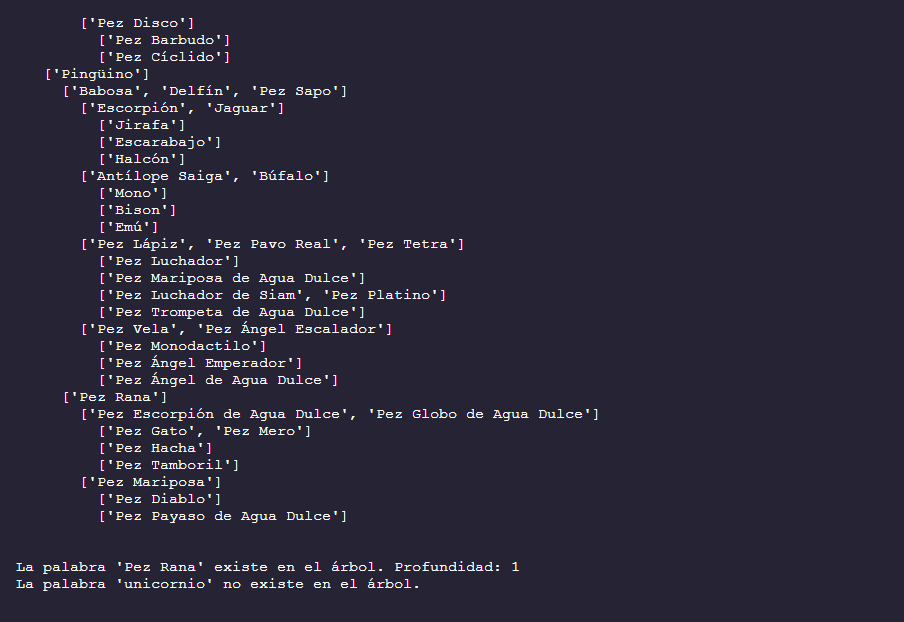 ['Pez Disco']
['Pez Barbudo']
['Pez Cíclido']
['Pingüino']
['Babosa', 'Delfín', 'Pez Sapo']
['Escorpión', 'Jaguar']
['Jirafa']
['Escarabajo']
['Halcón']
['Antílope Saiga', 'Búfalo']
['Mono']
['Bison']
['Emú']
['Pez Lápiz', 'Pez Pavo Real', 'Pez Tetra']
['Pez Luchador']
['Pez Mariposa de Agua Dulce']
['Pez Luchador de Siam', 'Pez Platino']
['Pez Trompeta de Agua Dulce']
['Pez Vela', 'Pez Ángel Escalador']
['Pez Monodactilo']
['Pez Ángel Emperador']
['Pez Ángel de Agua Dulce']
['Pez Rana']
['Pez Escorpión de Agua Dulce', 'Pez Globo de Agua Dulce']
['Pez Gato', 'Pez Mero']
['Pez Hacha']
['Pez Tamboril']
['Pez Mariposa']
['Pez Diablo']
['Pez Payaso de Agua Dulce']
La palabra 'Pez Rana' existe en el árbol. Profundidad: 1
La palabra 'unicornio' no existe en el árbol.